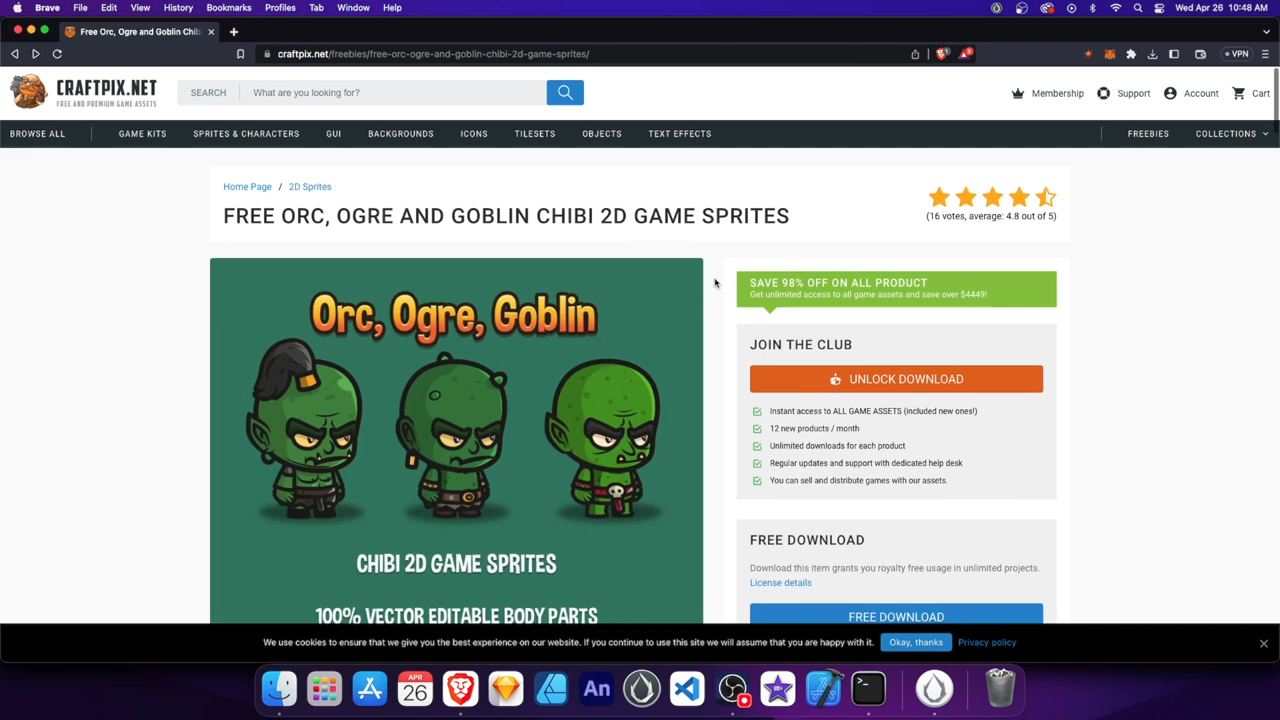 Brave File Edit View History Bookmarks Profiles Tab Window Help Wed Apr 26 10:48 AM
Free Orc, Ogre and Goblin Chib
craftpix.net/freebies/free-orc-ogre-and-goblin-chibi-2d-game-sprites/ VPN
CRAFTPIX.NET
FREE AND PREMIUM GAME ASSETS
SEARCH What are you looking for? Membership Support Account Cart
BROWSE ALL GAME KITS SPRITES & CHARACTERS GUI BACKGROUNDS ICONS TILESETS OBJECTS TEXT EFFECTS FREEBIES COLLECTIONS
Home Page / 2D Sprites
FREE ORC, OGRE AND GOBLIN CHIBI 2D GAME SPRITES
(16 votes, average: 4.8 out of 5)
Orc, Ogre, Goblin
CHIBI 2D GAME SPRITES
100% VECTOR EDITABLE BODY PARTS
SAVE 98% OFF ON ALL PRODUCT
Get unlimited access to all game assets and save over $4449!
JOIN THE CLUB
UNLOCK DOWNLOAD
Instant access to ALL GAME ASSETS (included new ones!)
12 new products / month
Unlimited downloads for each product
Regular updates and support with dedicated help desk
You can sell and distribute games with our assets.
FREE DOWNLOAD
Download this item grants you royalty free usage in unlimited projects.
License details
FREE DOWNLOAD
We use cookies to ensure that we give you the best experience on our website. If you continue to use this site we will assume that you are happy with it. Okay, thanks Privacy policy
APR
26
An